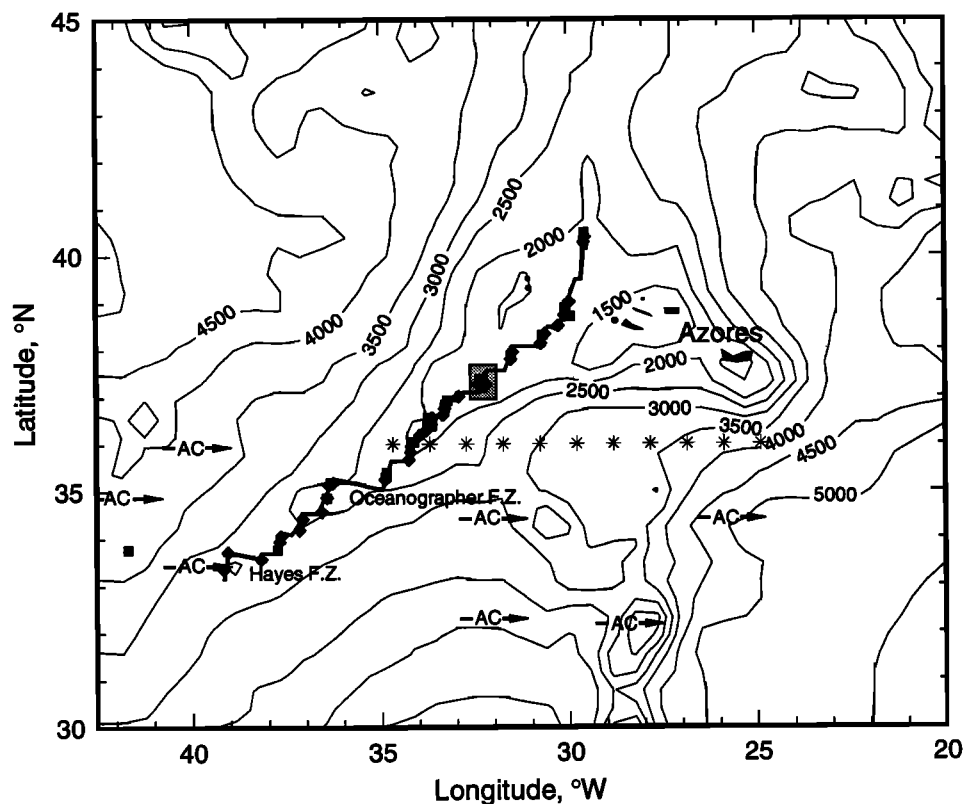 45
2500
40
2000
3000
4500
4000
3500
1500
Azores
2000
2500
3000
3500
4000
4500
5000
-AC→
35
AC→
Oceanographer F.Z.
-AC→
-AC→
-AC→
Hayes F.Z.
-AC→
-AC→
30
40
35
30
25
20
Latitude, °N
Longitude, °W